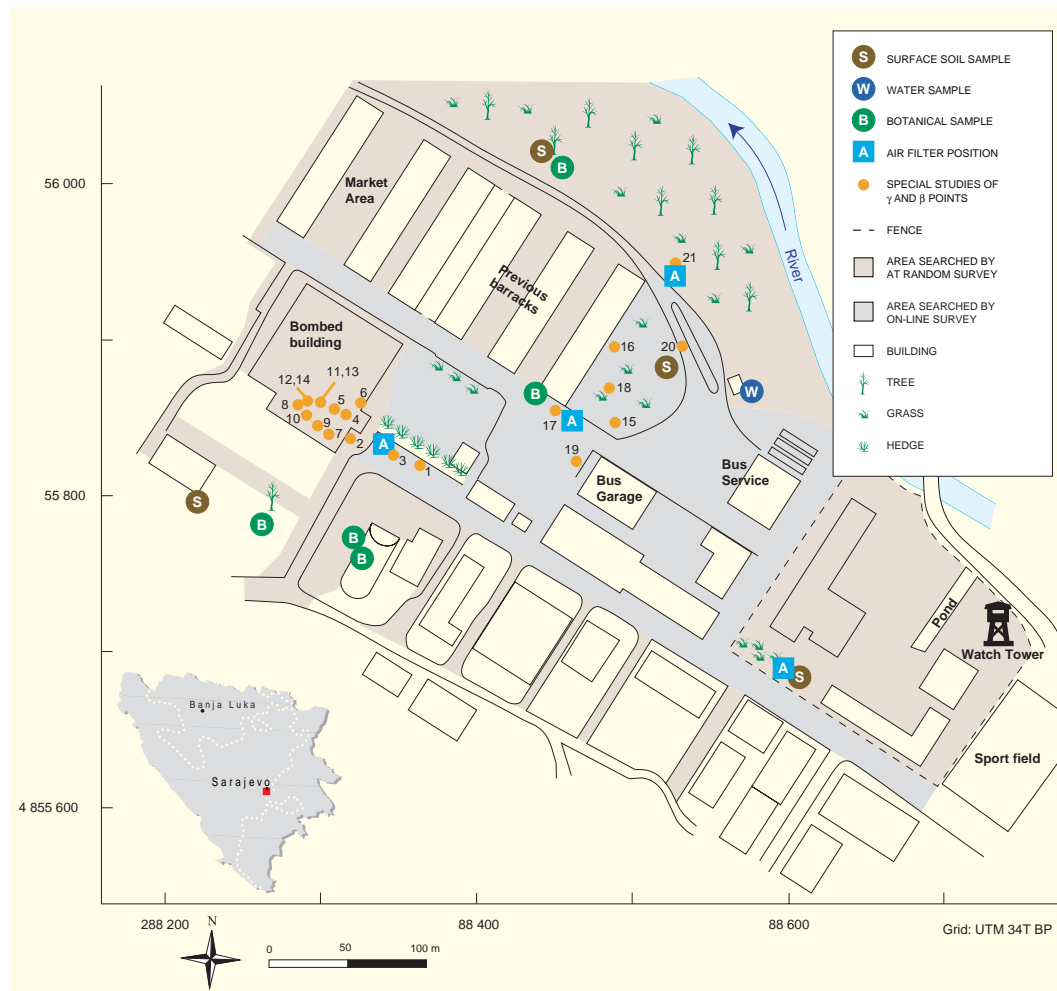 S SURFACE SOIL SAMPLE
W WATER SAMPLE
B BOTANICAL SAMPLE
A AIR FILTER POSITION
SPECIAL STUDIES OF
γ AND β POINTS
FENCE
AREA SEARCHED BY
AT RANDOM SURVEY
AREA SEARCHED BY
ON-LINE SURVEY
BUILDING
TREE
GRASS
HEDGE
56 000
55 800
4 855 600
288 200
88 400
88 600
Grid: UTM 34T BP
N
0
50
100 m
Market
Area
S
B
River
21
A
Previous
barracks
Bombed
building
11,13
12,14
8
10
9
7
5
4
6
2
A
3
1
16
20
S
18
B
17
A
15
19
W
Bus
Garage
Bus
Service
S
B
B
B
Pond
Watch Tower
A
S
Sport field
Banja Luka
Sarajevo